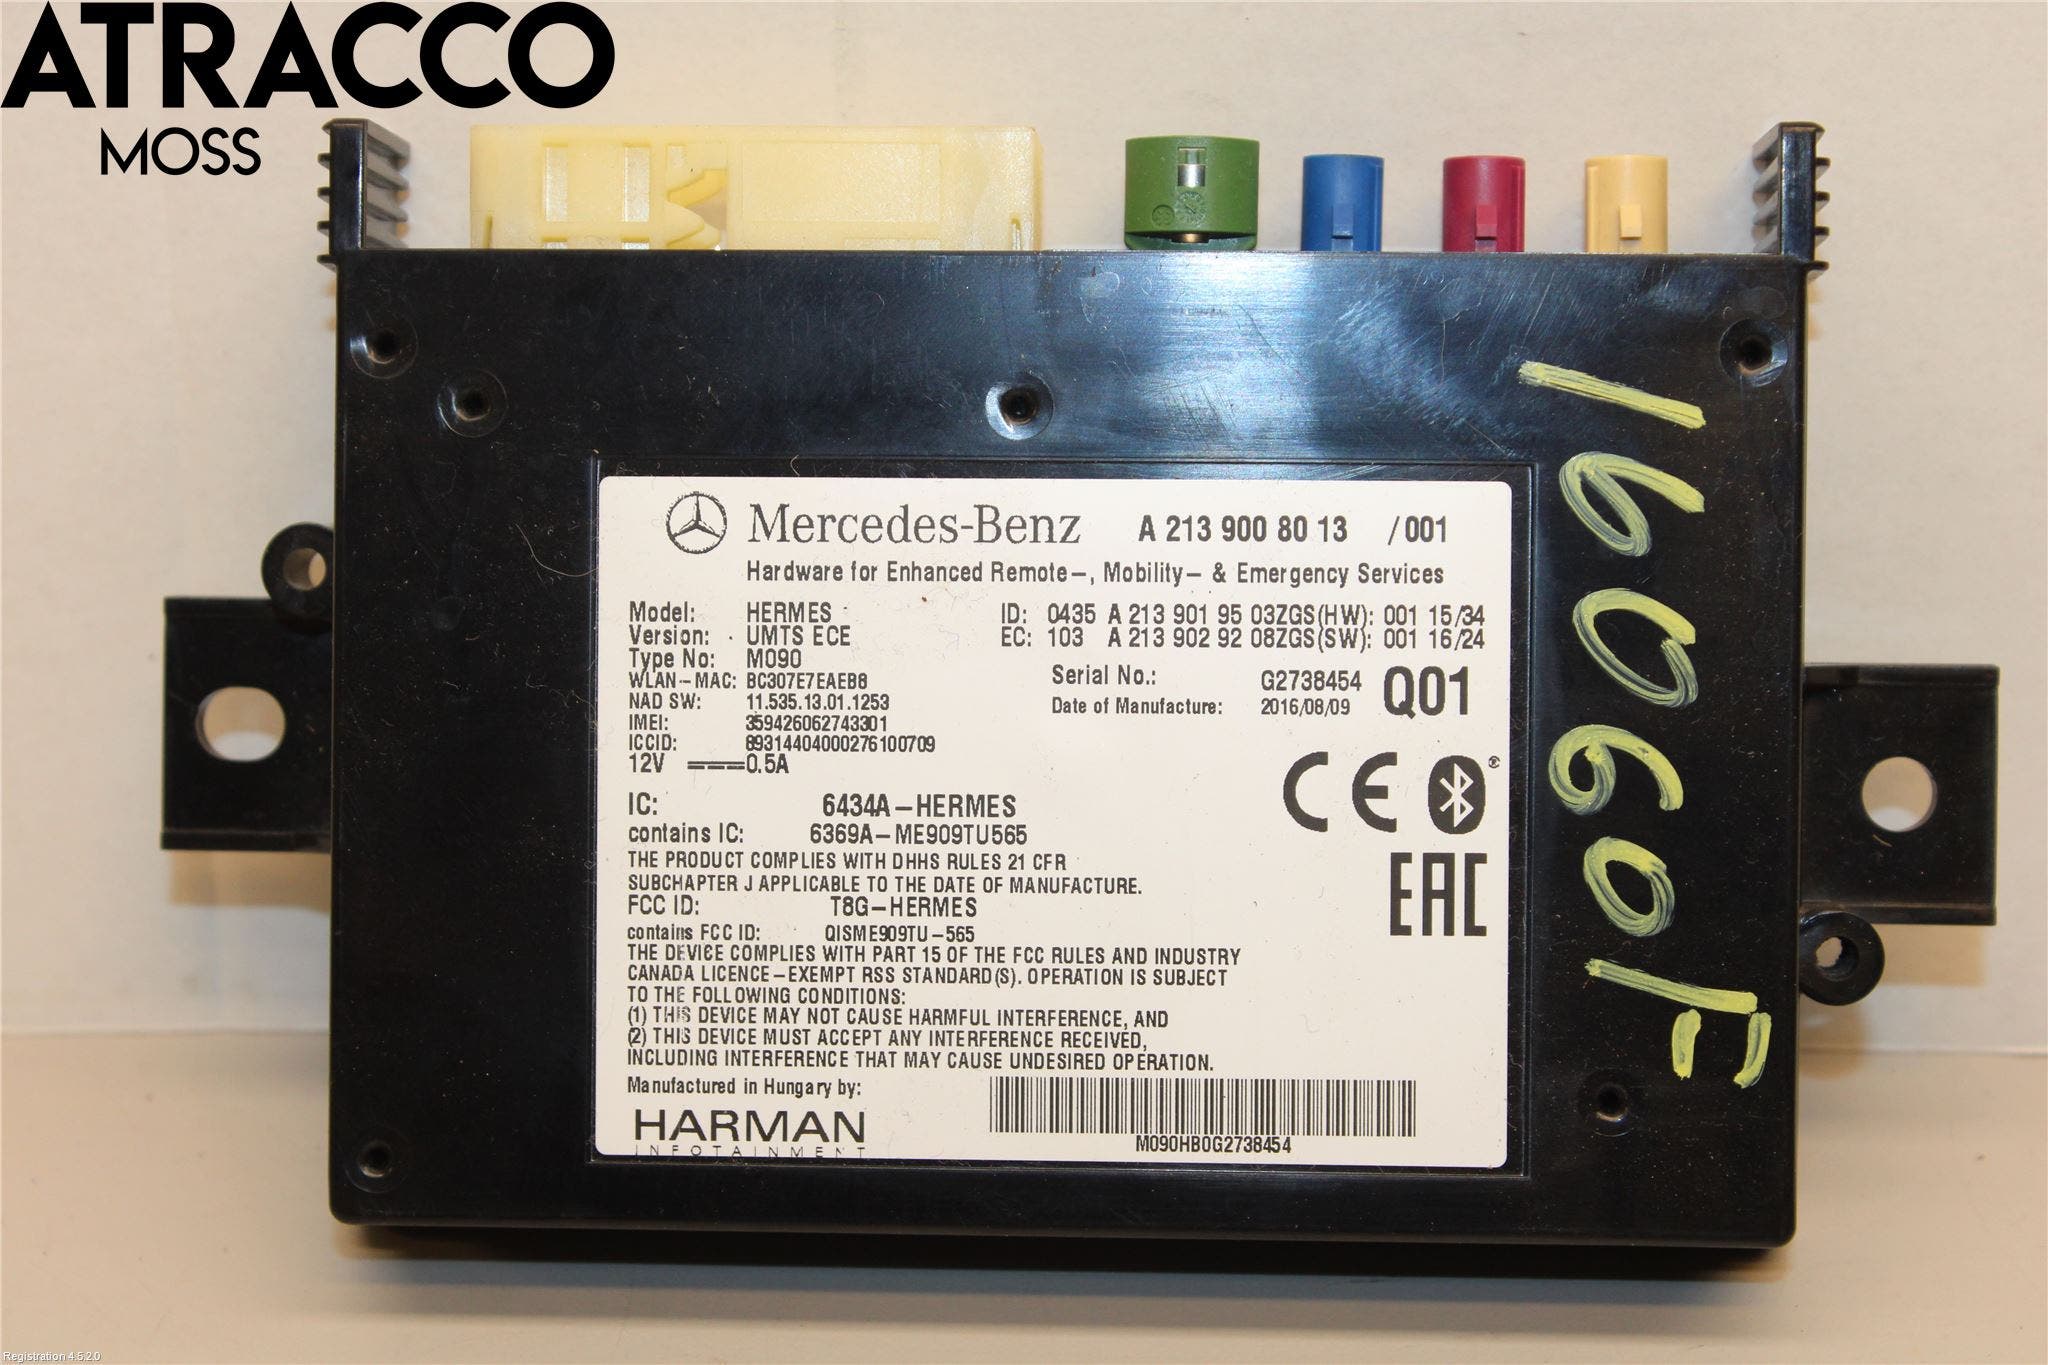 ATRACCO
MOSS
Mercedes-Benz A 213 900 80 13 /001
Hardware for Enhanced Remote-, Mobility- & Emergency Services
Model: HERMES ID: 0435 A 213 901 95 03ZGS(HW): 001 15/34
Version: UMTS ECE EC: 103 A 213 902 92 08ZGS(SW): 001 16/24
Type No: M090
WLAN-MAC: BC307E7EAEB8 Serial No.: G2738454 Q01
NAD SW: 11.535.13.01.1253 Date of Manufacture: 2016/08/09
IMEI: 359426062743301
ICCID: 89314404000276100709
12V 0.5A
CE
IC: 6434A-HERMES
contains IC: 6369A-ME909TU565
THE PRODUCT COMPLIES WITH DHHS RULES 21 CFR
SUBCHAPTER J APPLICABLE TO THE DATE OF MANUFACTURE.
EAC
FCC ID: T8G-HERMES
contains FCC ID: QISME909TU-565
THE DEVICE COMPLIES WITH PART 15 OF THE FCC RULES AND INDUSTRY
CANADA LICENCE-EXEMPT RSS STANDARD(S). OPERATION IS SUBJECT
TO THE FOLLOWING CONDITIONS:
(1) THIS DEVICE MAY NOT CAUSE HARMFUL INTERFERENCE, AND
(2) THIS DEVICE MUST ACCEPT ANY INTERFERENCE RECEIVED,
INCLUDING INTERFERENCE THAT MAY CAUSE UNDESIRED OPERATION.
Manufactured in Hungary by:
HARMAN
INFOTAINMENT
M090HB0G2738454
16060F
Registration 4.5.2.0